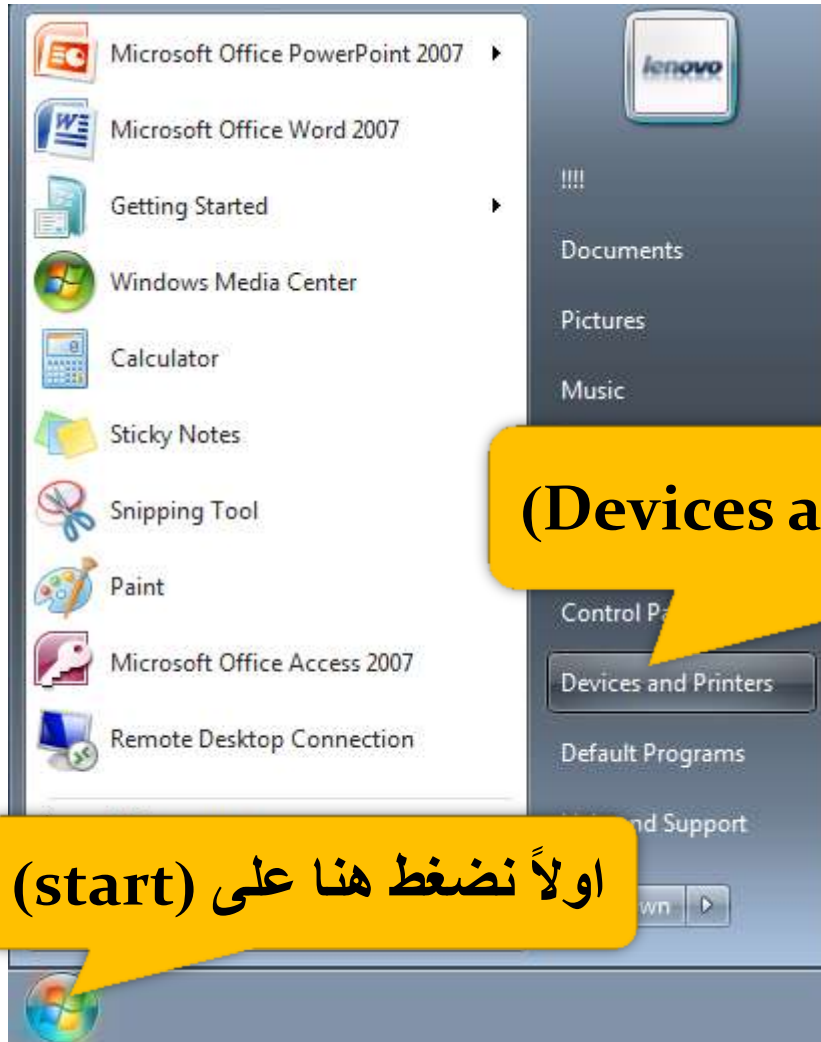 Microsoft Office PowerPoint 2007
Microsoft Office Word 2007
Getting Started
Windows Media Center
Calculator
Sticky Notes
Snipping Tool
Paint
Microsoft Office Access 2007
Remote Desktop Connection
lenovo
!!!!
Documents
Pictures
Music
(Devices a
Control Pa
Devices and Printers
Default Programs
nd Support
wn
اولاً نضغط هنا على (start)